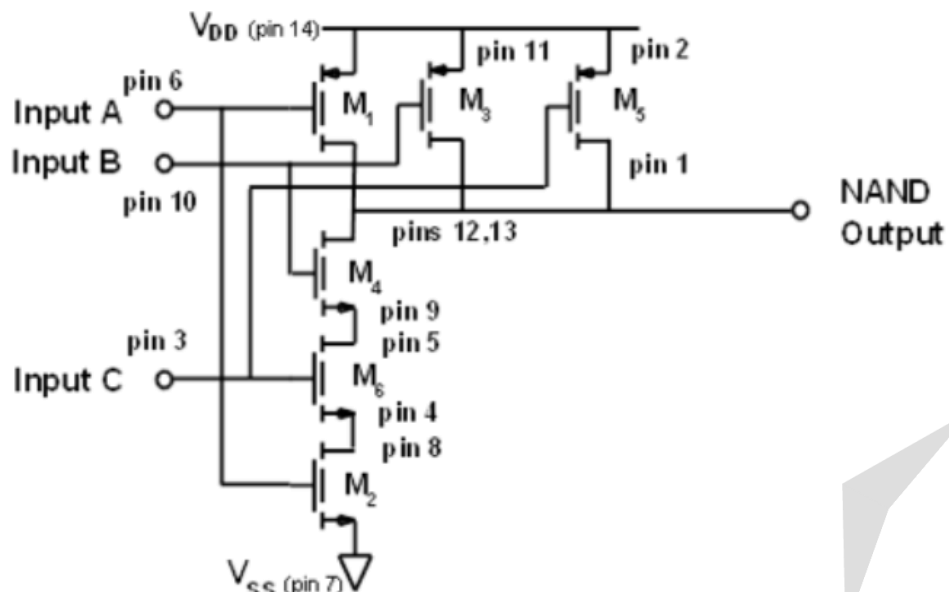 VDD (pin 14)
pin 11
pin 2
pin 6
Input A
M1
M3
M5
Input B
pin 1
pin 10
NAND
Output
pins 12,13
M4
pin 9
pin 3
pin 5
Input C
M6
pin 4
pin 8
M2
VSS (pin 7)